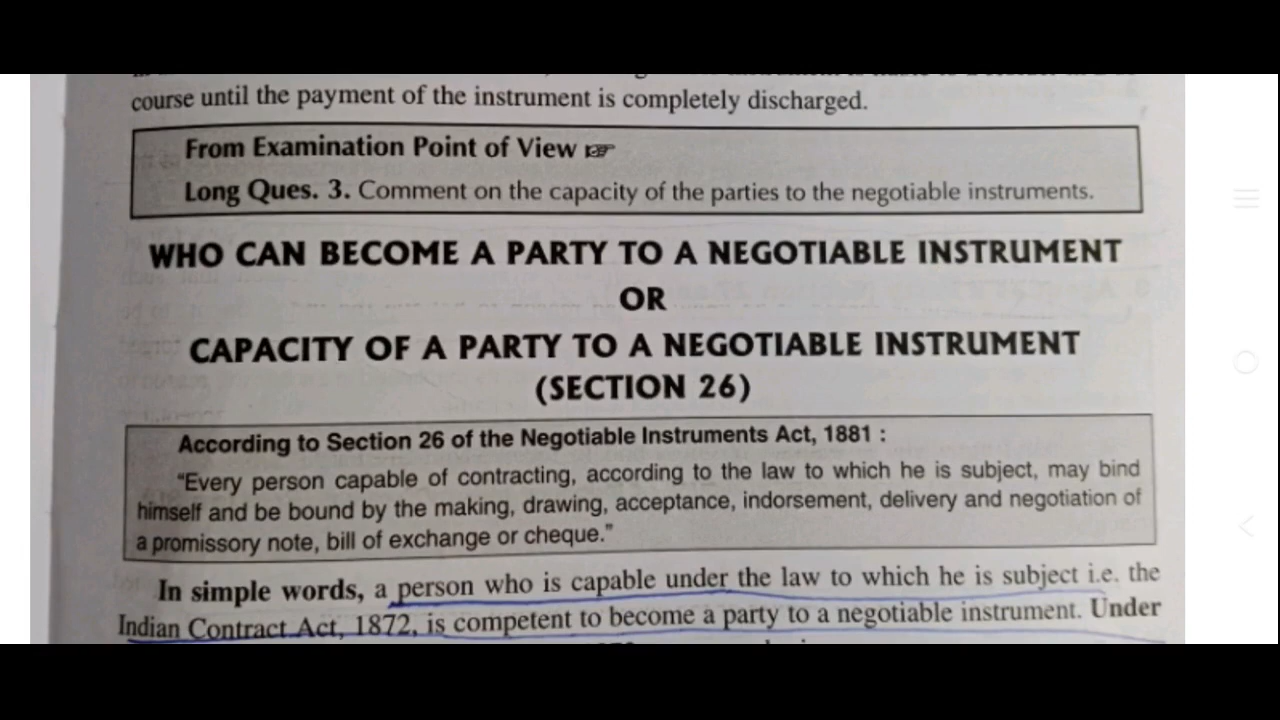 course until the payment of the instrument is completely discharged.
From Examination Point of View
Long Ques. 3. Comment on the capacity of the parties to the negotiable instruments.
WHO CAN BECOME A PARTY TO A NEGOTIABLE INSTRUMENT
OR
CAPACITY OF A PARTY TO A NEGOTIABLE INSTRUMENT
(SECTION 26)
According to Section 26 of the Negotiable Instruments Act, 1881 :
"Every person capable of contracting, according to the law to which he is subject, may bind
himself and be bound by the making, drawing, acceptance, indorsement, delivery and negotiation of
a promissory note, bill of exchange or cheque."
In simple words, a person who is capable under the law to which he is subject i.e. the
Indian Contract Act, 1872, is competent to become a party to a negotiable instrument. Under